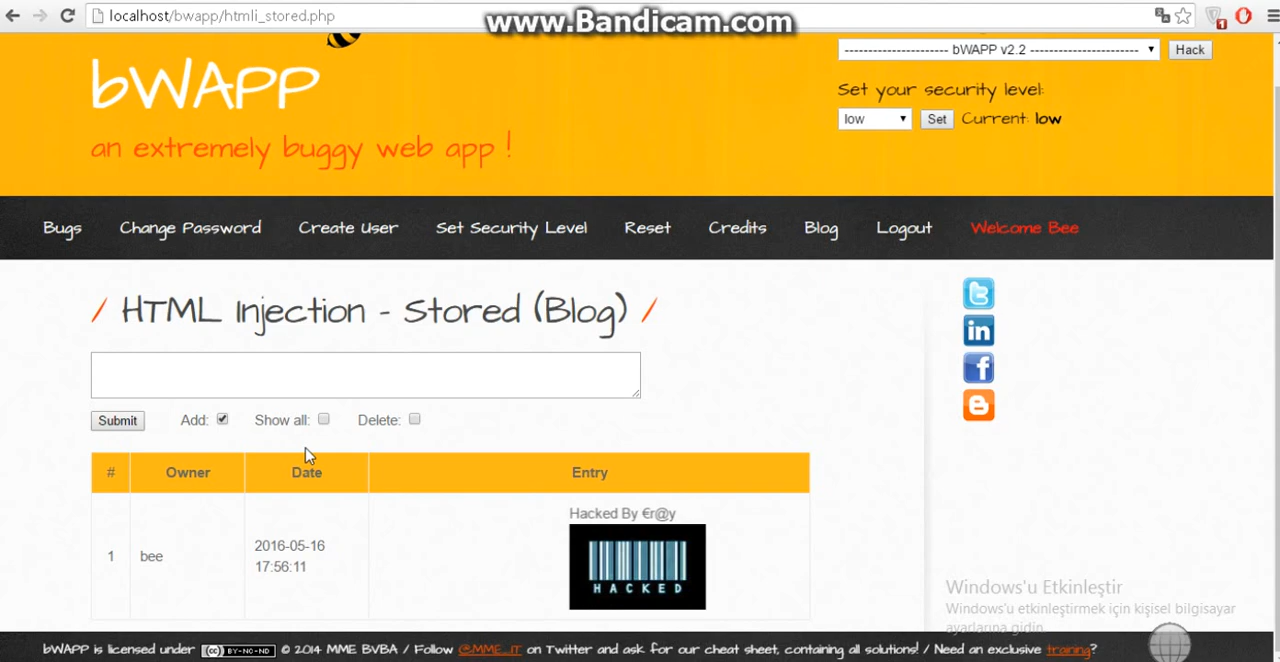 localhost/bwapp/htmli_stored.php
www.Bandicam.com
1
bWAPP
an extremely buggy web app !
---------------------- bWAPP v2.2 ----------------------- Hack
Set your security level:
low Set Current: low
Bugs Change Password Create User Set Security Level Reset Credits Blog Logout Welcome Bee
/ HTML Injection - Stored (Blog) /
Submit Add: Show all: Delete:
# Owner Date Entry
1 bee 2016-05-16
17:56:11
Hacked By €r@y
HACKED
Windows'u Etkinleştir
Windows'u etkinleştirmek için kişisel bilgisayar
ayarlarına gidin.
bWAPP is licensed under (cc) BY-NC-ND © 2014 MME BVBA / Follow @MME_IT on Twitter and ask for our cheat sheet, containing all solutions! / Need an exclusive training?